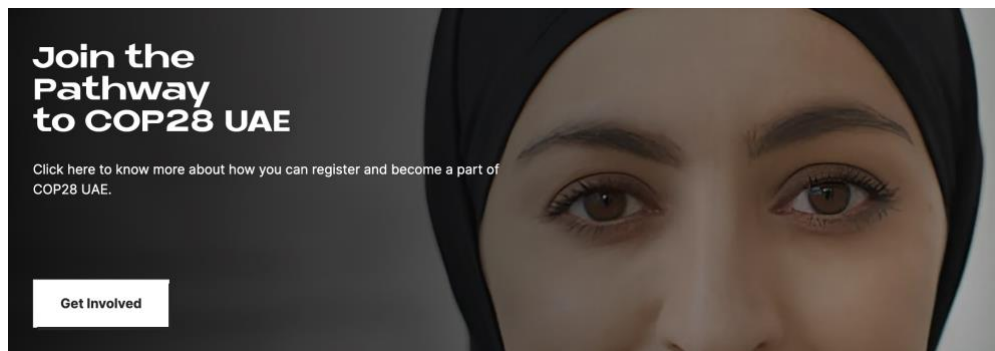 Join the
Pathway
to COP28 UAE
Click here to know more about how you can register and become a part of
COP28 UAE.
Get Involved